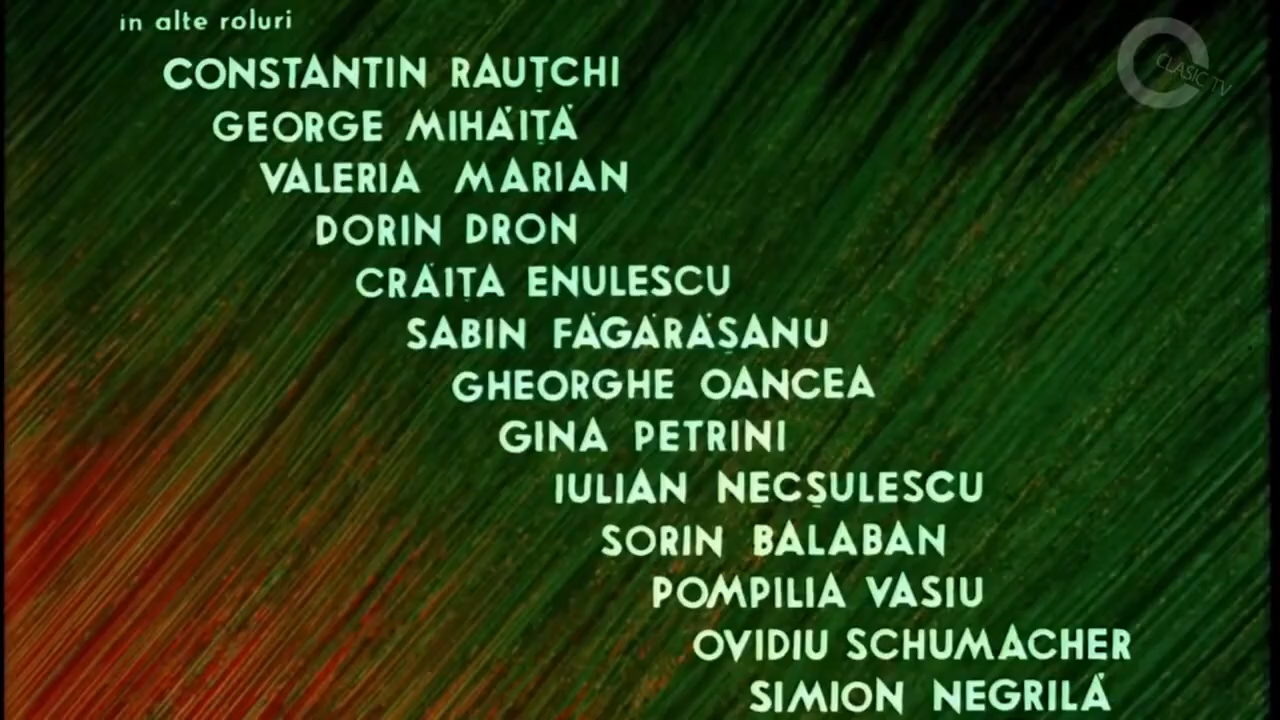 in alte roluri
CLASIC TV
CONSTANTIN RAUȚCHI
GEORGE MIHĂIȚĂ
VALERIA MARIAN
DORIN DRON
CRĂIȚA ENULESCU
SABIN FĂGĂRĂȘANU
GHEORGHE OANCEA
GINA PETRINI
IULIAN NECȘULESCU
SORIN BALABAN
POMPILIA VASIU
OVIDIU SCHUMACHER
SIMION NEGRILĂ